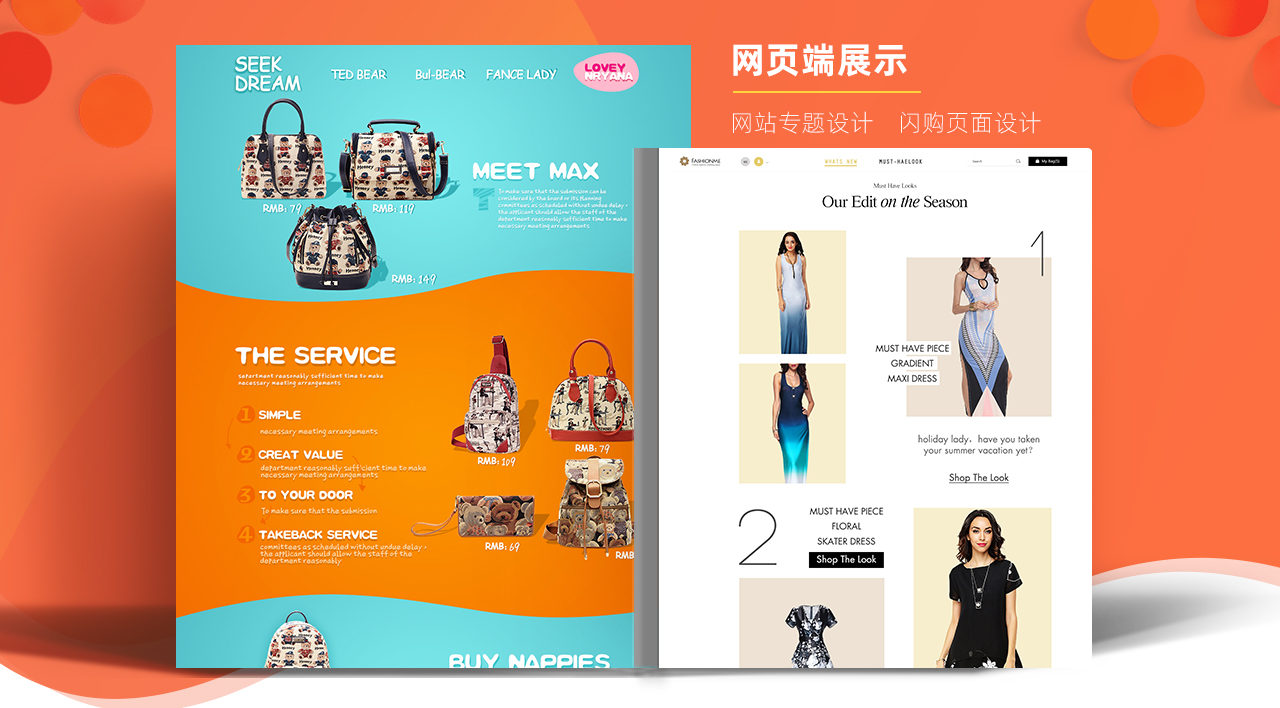 网页端展示
网站专题设计 闪购页面设计
SEEK
DREAM
TED BEAR
Bul-BEAR
FANCE LADY
LOVEY
NRYANA
MEET MAX
To make sure that the submission can be
considered by the board or its Planning
committees as scheduled without undue delay -
the applicant should allow the staff of the
department reasonably sufficient time to make
necessary meeting arrangements
RMB: 79
RMB: 119
RMB: 149
THE SERVICE
department reasonably sufficient time to make
necessary meeting arrangements
1 SIMPLE
necessary meeting arrangements
2 CREAT VALUE
department reasonably sufficient time to make
necessary meeting arrangements
3 TO YOUR DOOR
To make sure that the submission
4 TAKEBACK SERVICE
committees as scheduled without undue delay -
the applicant should allow the staff of the
department reasonably
RMB: 109
RMB: 79
RMB: 69
RMB
BUY NAPPIES
FASHIONME
WHATS NEW
MUST-HAELOOK
Search
My Bag(5)
Must Have Looks
Our Edit on the Season
1
MUST HAVE PIECE
GRADIENT
MAXI DRESS
holiday lady, have you taken
your summer vacation yet?
Shop The Look
2
MUST HAVE PIECE
FLORAL
SKATER DRESS
Shop The Look